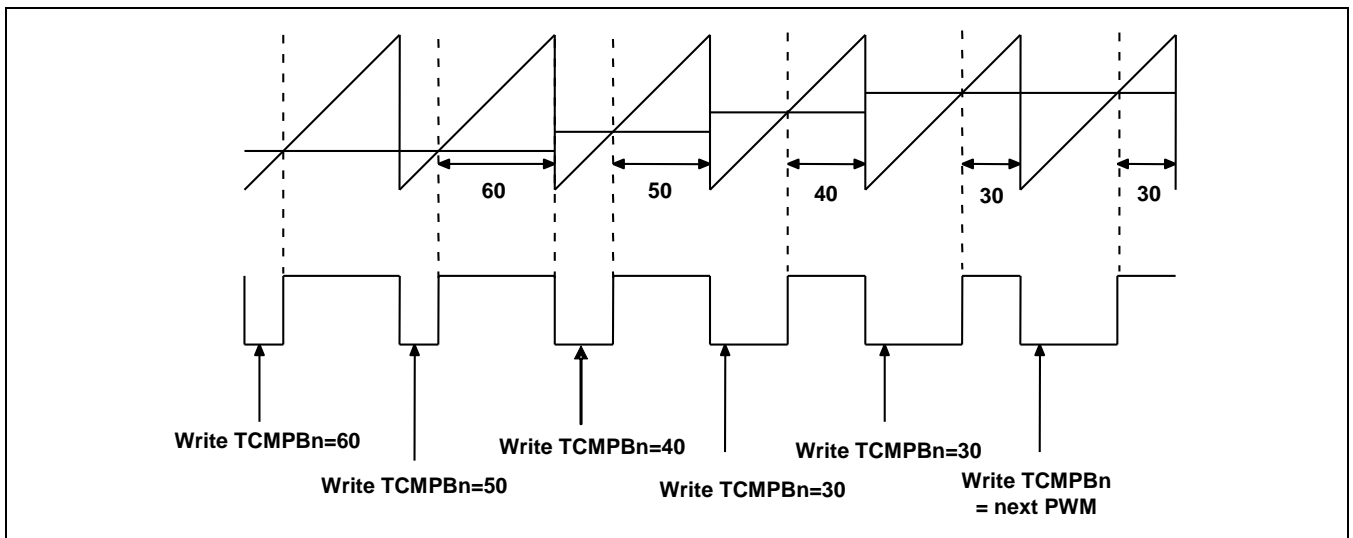 60
50
40
30
30
Write TCMPBn=60
Write TCMPBn=50
Write TCMPBn=40
Write TCMPBn=30
Write TCMPBn=30
Write TCMPBn
= next PWM